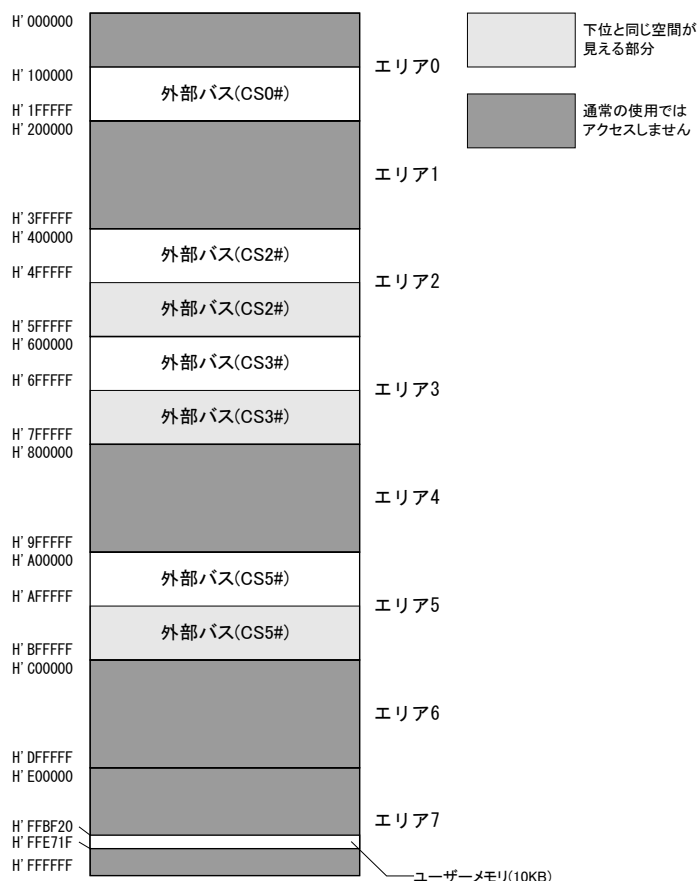 H'000000
エリア0
H'100000
外部バス(CS0#)
H'1FFFFF
H'200000
エリア1
H'3FFFFF
H'400000
外部バス(CS2#)
H'4FFFFF
エリア2
外部バス(CS2#)
H'5FFFFF
H'600000
外部バス(CS3#)
H'6FFFFF
エリア3
外部バス(CS3#)
H'7FFFFF
H'800000
エリア4
H'9FFFFF
H'A00000
外部バス(CS5#)
H'AFFFFF
エリア5
外部バス(CS5#)
H'BFFFFF
H'C00000
エリア6
H'DFFFFF
H'E00000
エリア7
H'FFBF20
H'FFE71F
H'FFFFFF
ユーザーメモリ(10KB)
下位と同じ空間が
見える部分
通常の使用では
アクセスしません